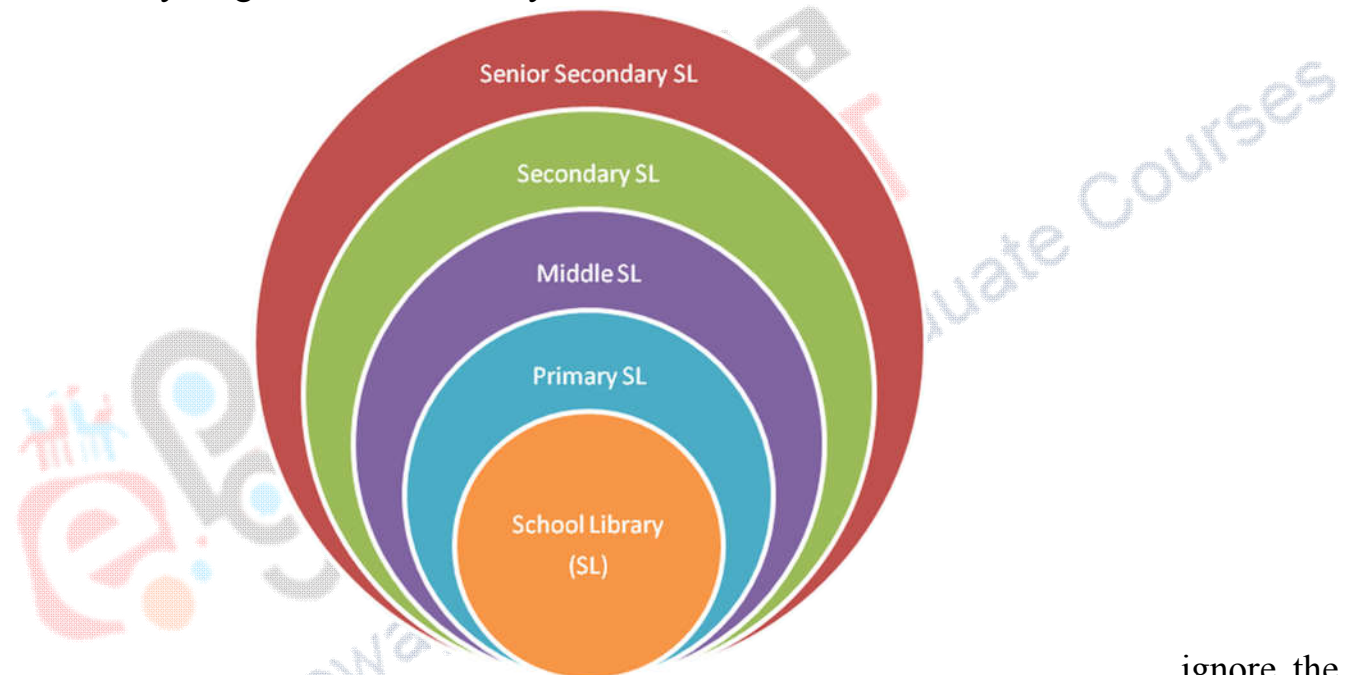 Senior Secondary SL
Secondary SL
Middle SL
Primary SL
School Library
(SL)
ignore the
Courses